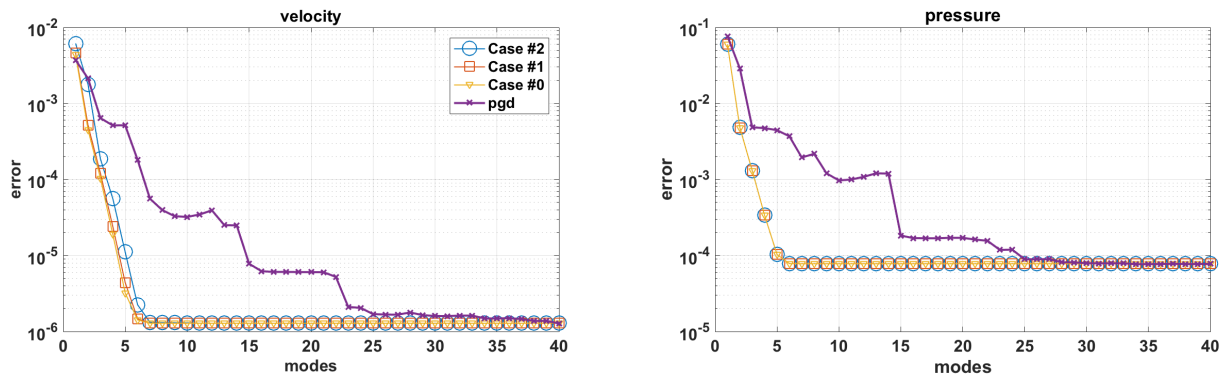 velocity
10^-2
10^-3
10^-4
10^-5
10^-6
error
Case #2
Case #1
Case #0
pgd
0 5 10 15 20 25 30 35 40
modes
pressure
10^-1
10^-2
10^-3
10^-4
10^-5
error
0 5 10 15 20 25 30 35 40
modes